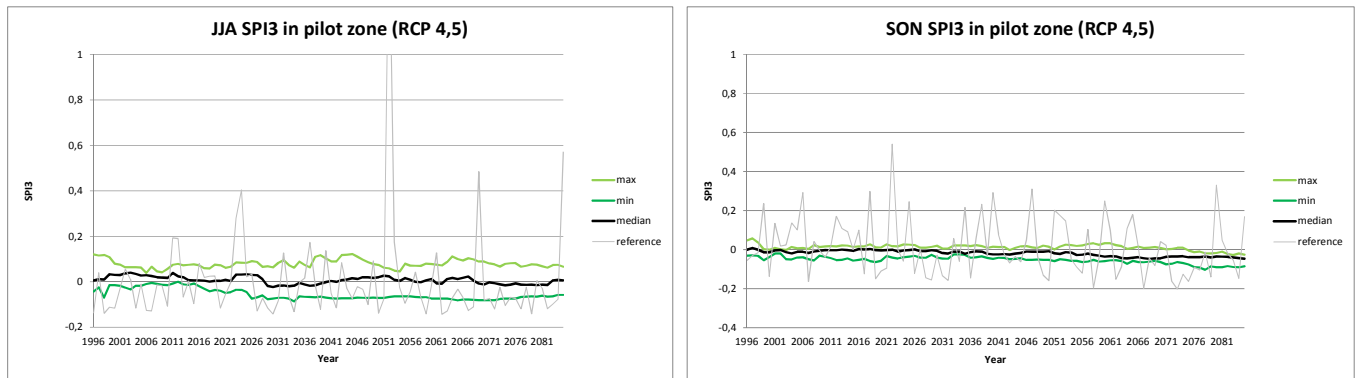 JJA SPI3 in pilot zone (RCP 4,5)
1
0,8
0,6
0,4
0,2
0
-0,2
SPI3
1996 2001 2006 2011 2016 2021 2026 2031 2036 2041 2046 2051 2056 2061 2066 2071 2076 2081
Year
max
min
median
reference
SON SPI3 in pilot zone (RCP 4,5)
1
0,8
0,6
0,4
0,2
0
-0,2
-0,4
SPI3
1996 2001 2006 2011 2016 2021 2026 2031 2036 2041 2046 2051 2056 2061 2066 2071 2076 2081
Year
max
min
median
reference